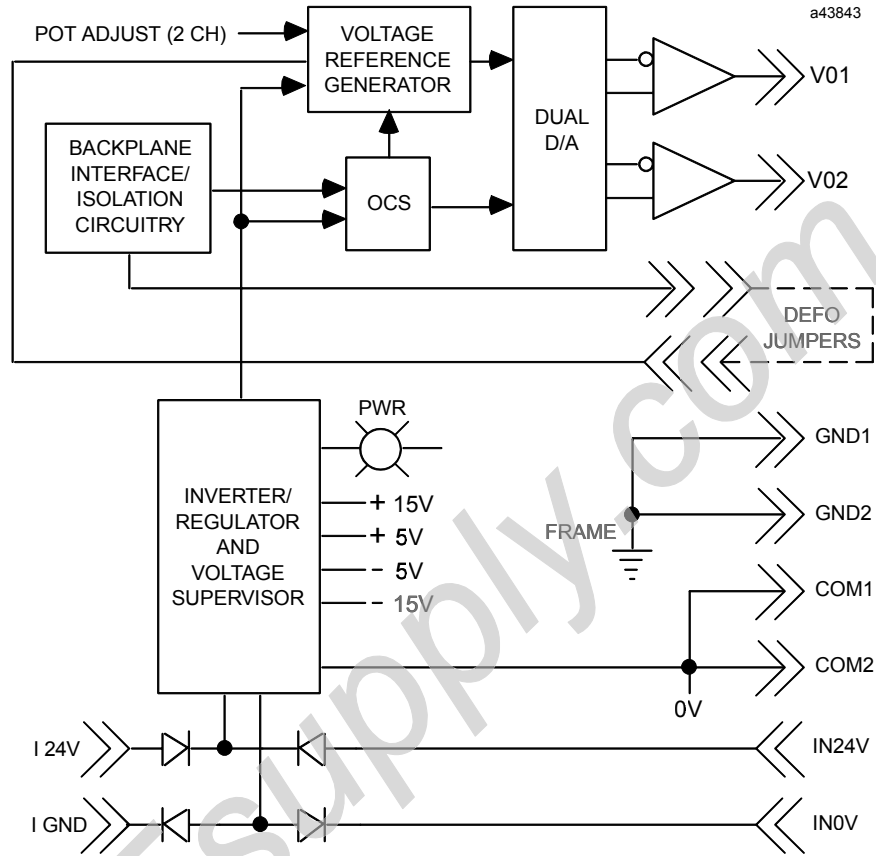 a43843
POT ADJUST (2 CH)
VOLTAGE
REFERENCE
GENERATOR
DUAL
D/A
V01
V02
BACKPLANE
INTERFACE/
ISOLATION
CIRCUITRY
OCS
DEFO
JUMPERS
PWR
INVERTER/
REGULATOR
AND
VOLTAGE
SUPERVISOR
+ 15V
+ 5V
- 5V
- 15V
FRAME
GND1
GND2
COM1
COM2
0V
I 24V
IN24V
I GND
IN0V
supply.com